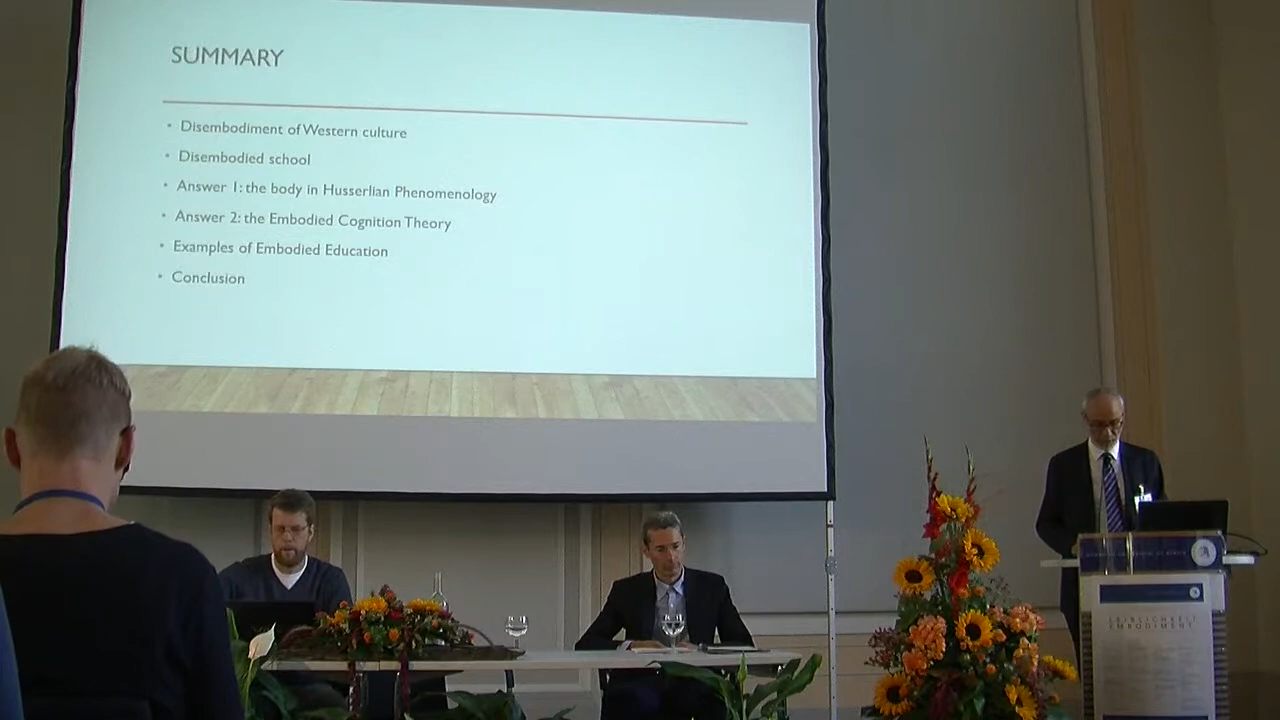 SUMMARY
• Disembodiment of Western culture
• Disembodied school
• Answer 1: the body in Husserlian Phenomenology
• Answer 2: the Embodied Cognition Theory
• Examples of Embodied Education
• Conclusion
LEIBLICHKEIT
EMBODIMENT